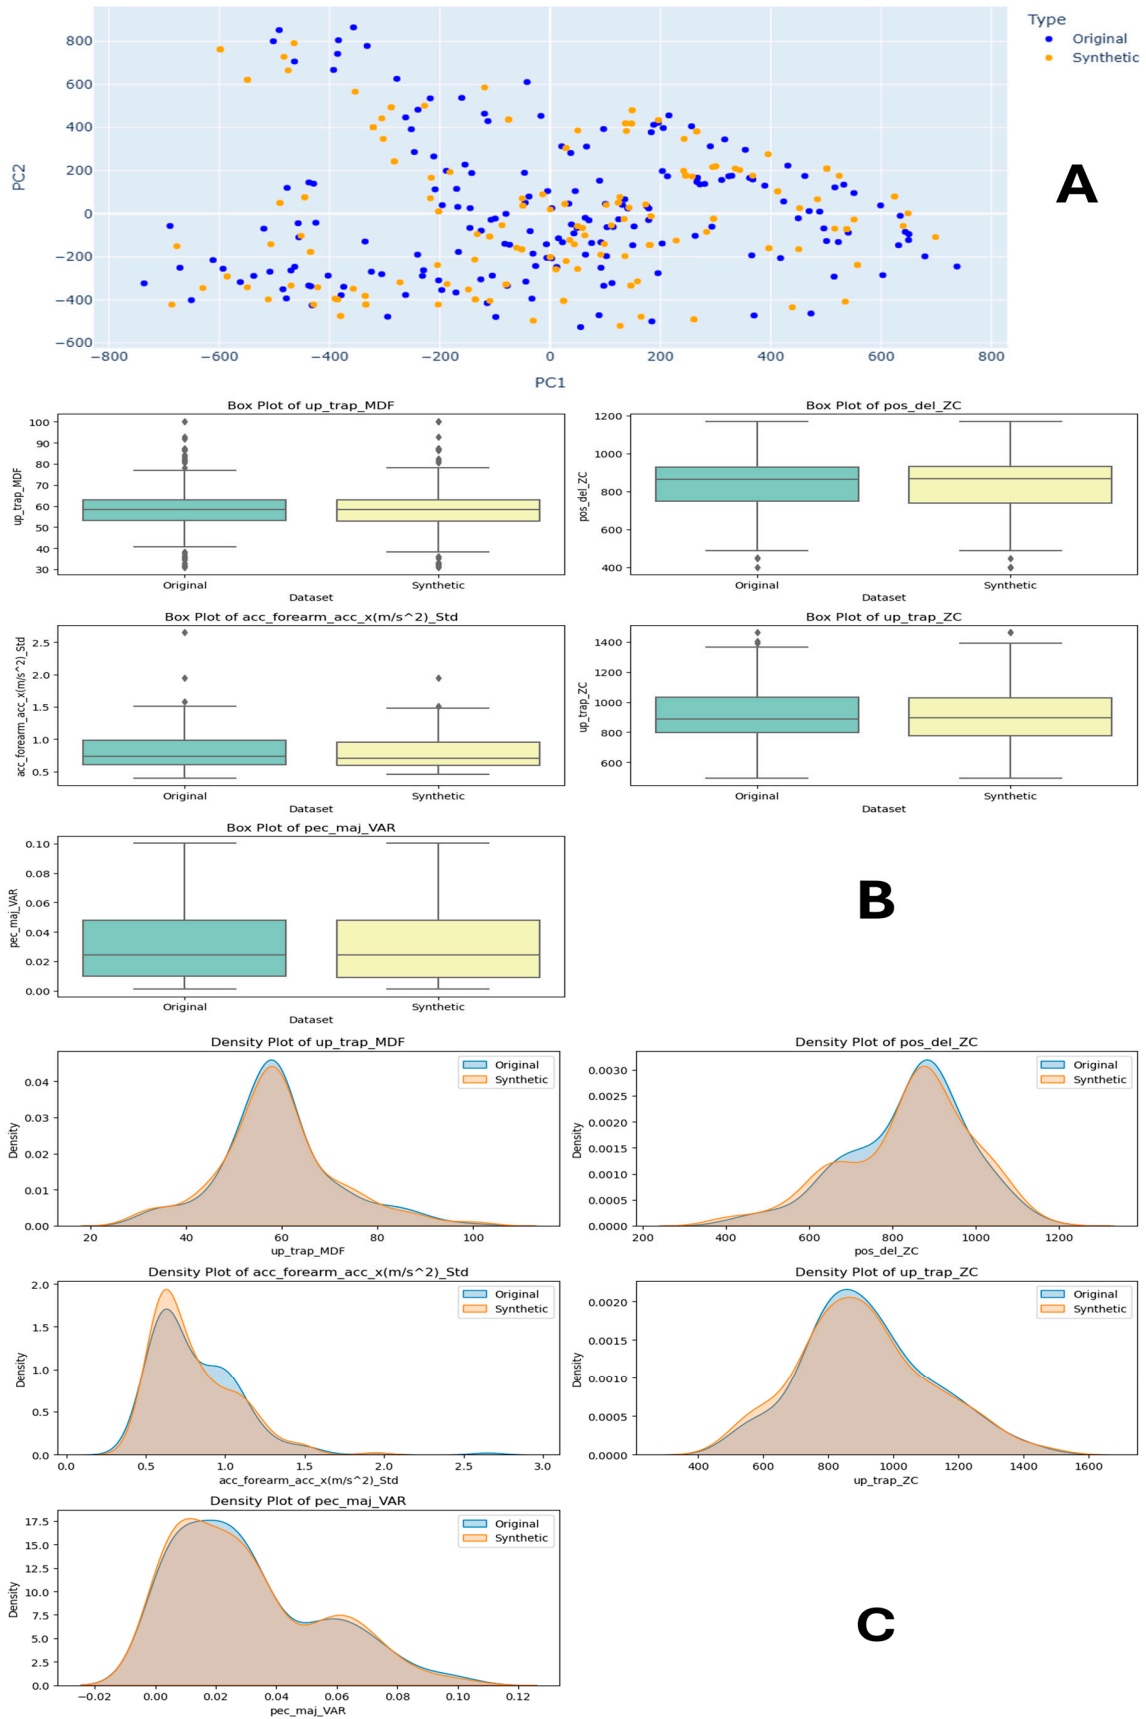 Type
Original
Synthetic
800
600
400
200
0
−200
−400
−600
PC2
−800 −600 −400 −200 0 200 400 600 800
PC1
A
Box Plot of up_trap_MDF
100
90
80
70
60
50
40
30
up_trap_MDF
Original Synthetic
Dataset
Box Plot of pos_del_ZC
1200
1000
800
600
400
pos_del_ZC
Original Synthetic
Dataset
Box Plot of acc_forearm_acc_x(m/s^2)_Std
2.5
2.0
1.5
1.0
0.5
acc_forearm_acc_x(m/s^2)_Std
Original Synthetic
Dataset
Box Plot of up_trap_ZC
1400
1200
1000
800
600
up_trap_ZC
Original Synthetic
Dataset
Box Plot of pec_maj_VAR
0.10
0.08
0.06
0.04
0.02
0.00
pec_maj_VAR
Original Synthetic
Dataset
B
Density Plot of up_trap_MDF
Original
Synthetic
0.04
0.03
0.02
0.01
0.00
Density
20 40 60 80 100
up_trap_MDF
Density Plot of pos_del_ZC
Original
Synthetic
0.0030
0.0025
0.0020
0.0015
0.0010
0.0005
0.0000
Density
200 400 600 800 1000 1200
pos_del_ZC
Density Plot of acc_forearm_acc_x(m/s^2)_Std
Original
Synthetic
2.0
1.5
1.0
0.5
0.0
Density
0.0 0.5 1.0 1.5 2.0 2.5 3.0
acc_forearm_acc_x(m/s^2)_Std
Density Plot of up_trap_ZC
Original
Synthetic
0.0020
0.0015
0.0010
0.0005
0.0000
Density
400 600 800 1000 1200 1400 1600
up_trap_ZC
Density Plot of pec_maj_VAR
Original
Synthetic
17.5
15.0
12.5
10.0
7.5
5.0
2.5
0.0
Density
−0.02 0.00 0.02 0.04 0.06 0.08 0.10 0.12
pec_maj_VAR
C